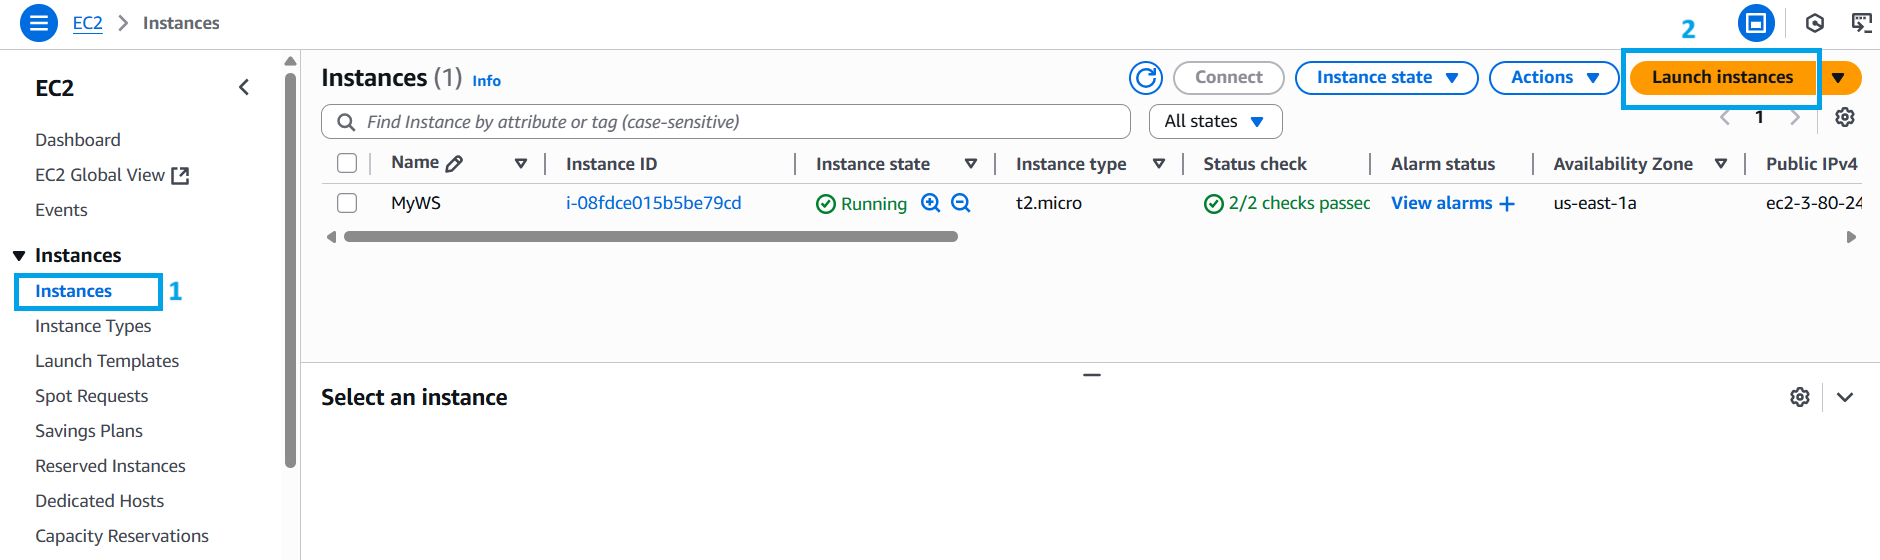 EC2 > Instances
2
EC2
Dashboard
EC2 Global View
Events
Instances
Instances 1
Instance Types
Launch Templates
Spot Requests
Savings Plans
Reserved Instances
Dedicated Hosts
Capacity Reservations
Instances (1) Info
Connect Instance state Actions Launch instances
Find Instance by attribute or tag (case-sensitive) All states 1
Name Instance ID Instance state Instance type Status check Alarm status Availability Zone Public IPv4
MyWS i-08fdce015b5be79cd Running t2.micro 2/2 checks passed View alarms + us-east-1a ec2-3-80-24
Select an instance